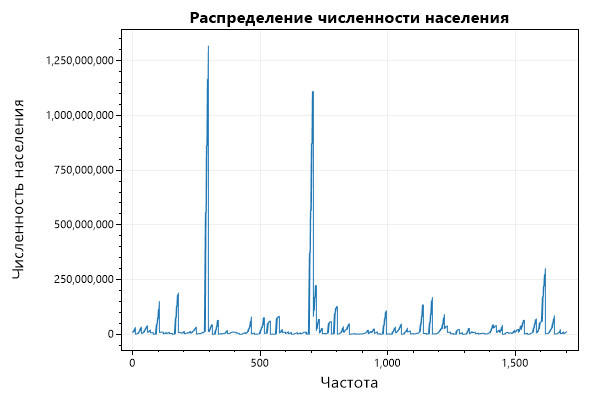 Распределение численности населения
Численность населения
1,250,000,000
1,000,000,000
750,000,000
500,000,000
250,000,000
0
0 500 1,000 1,500
Частота